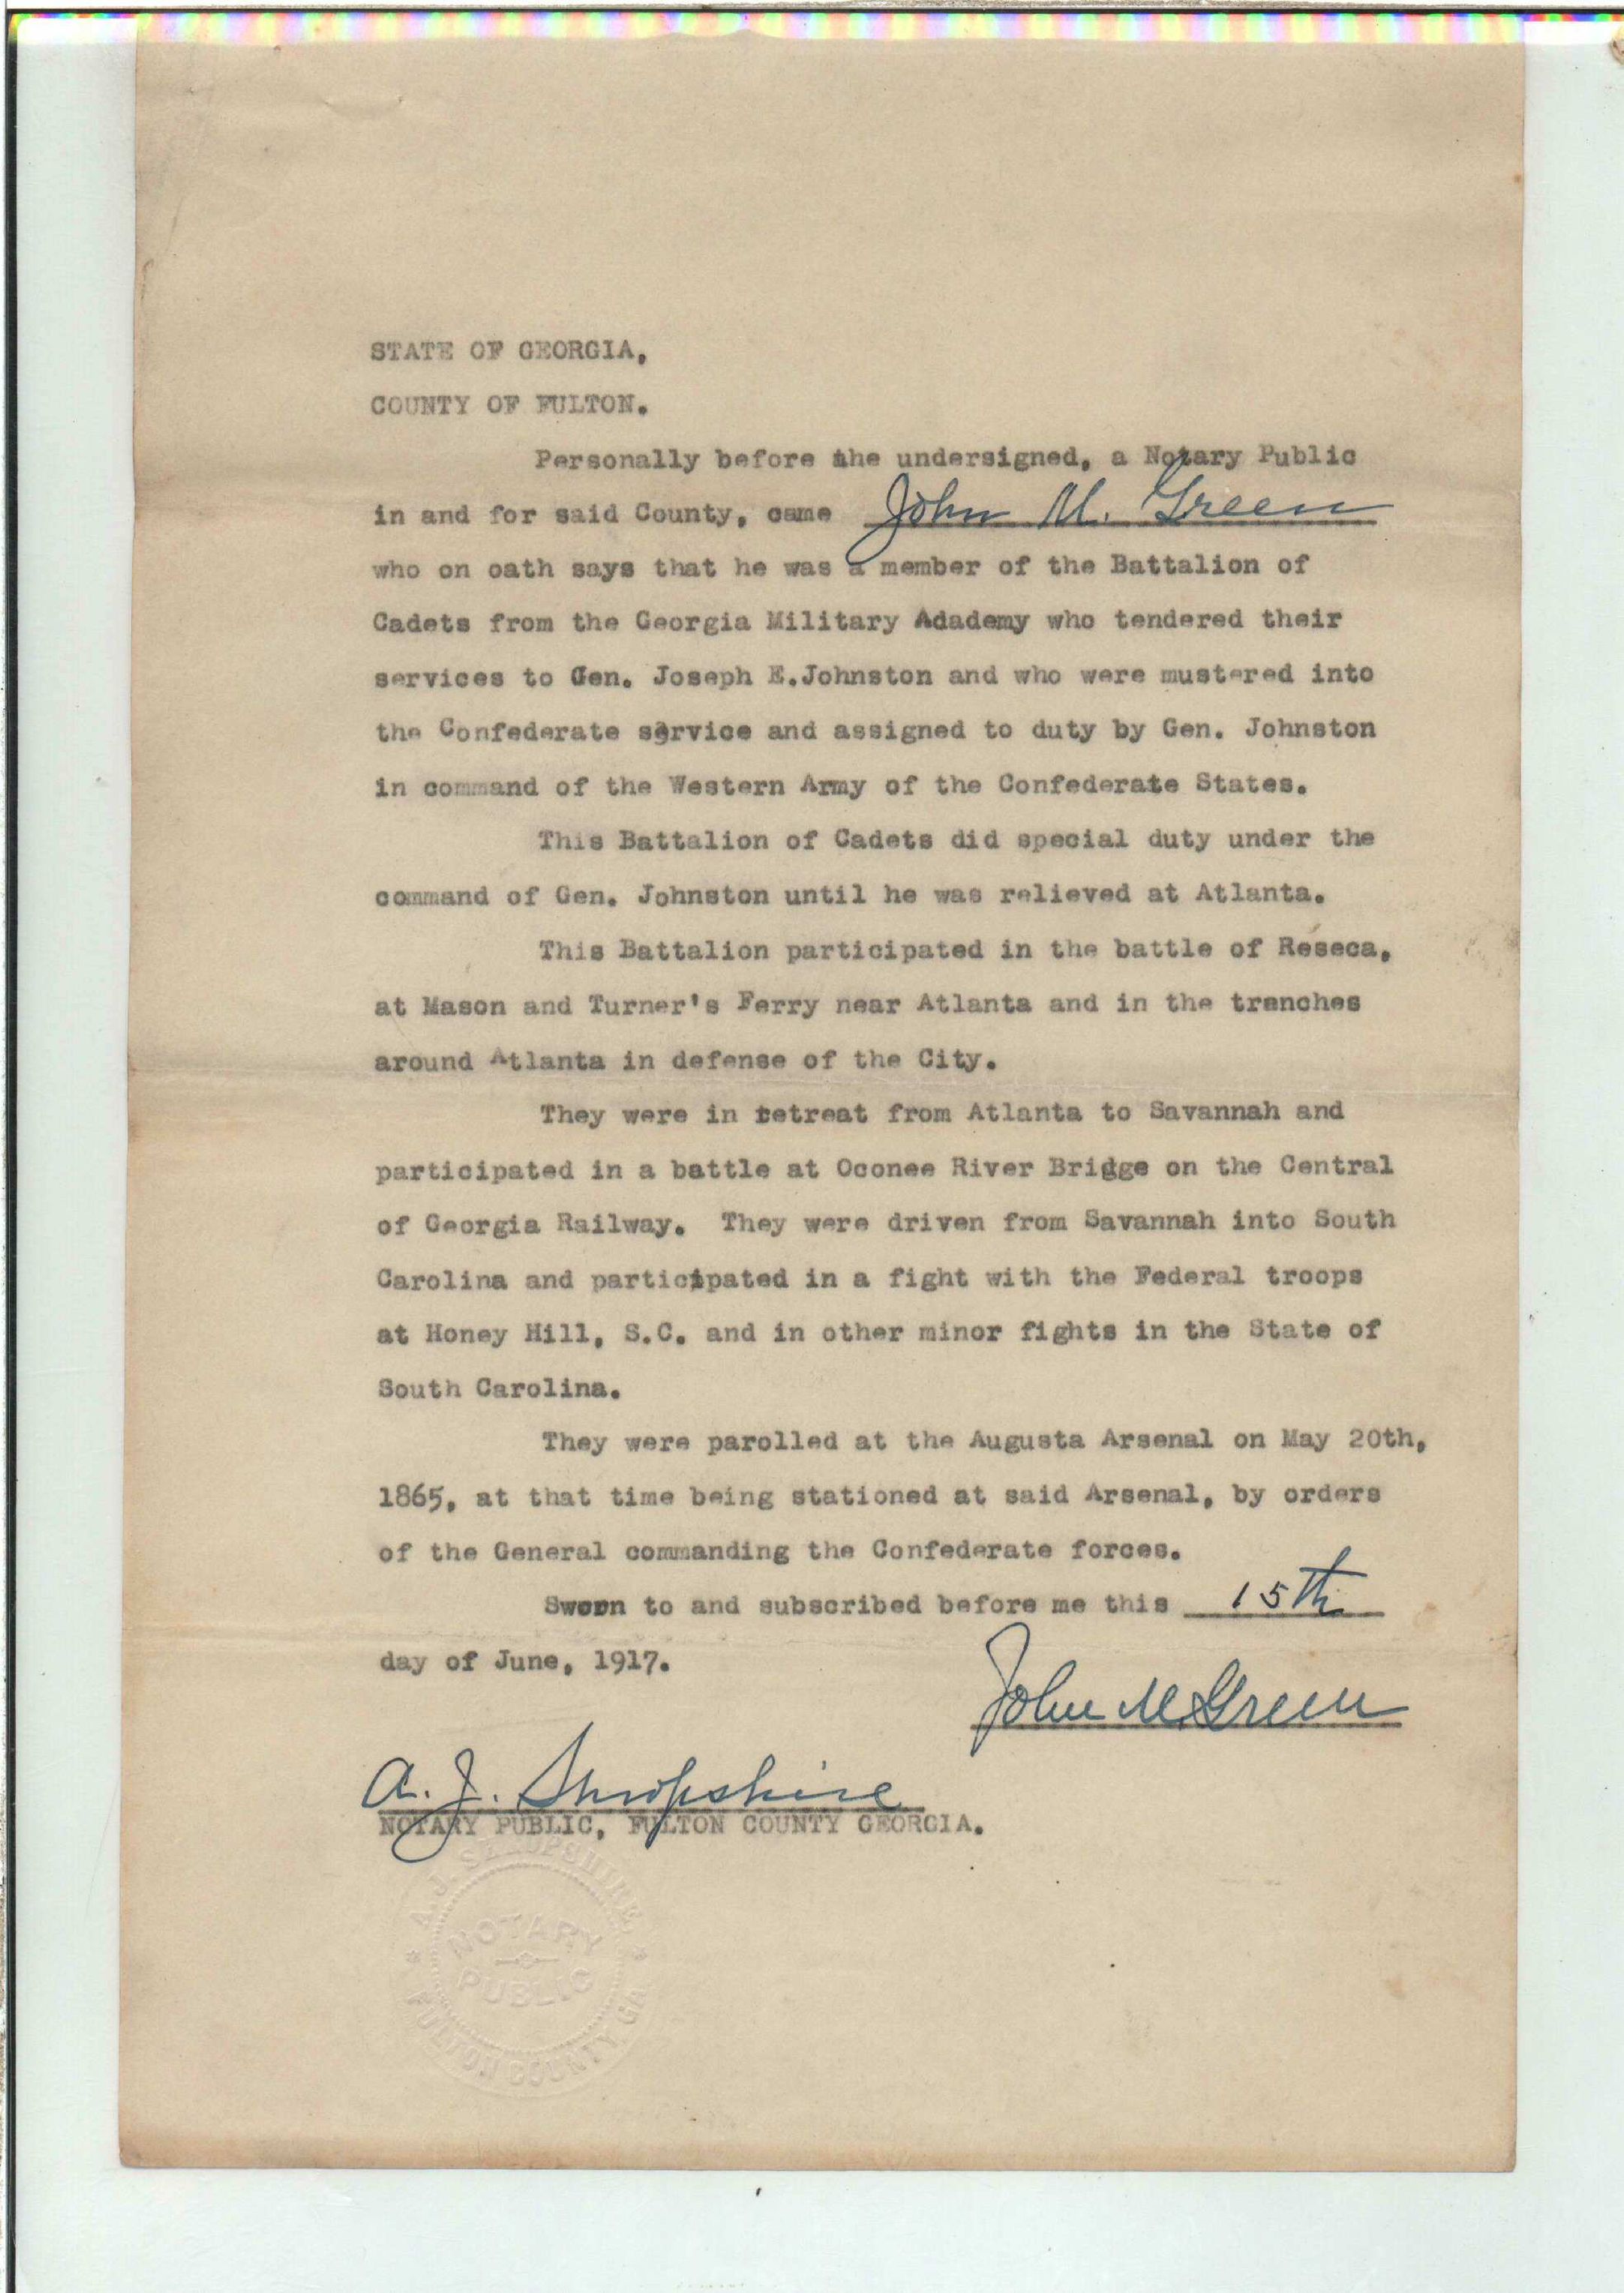 STATE OF GEORGIA,
COUNTY OF FULTON.
Personally before the undersigned, a Notary Public
in and for said County, came John M. Green
who on oath says that he was a member of the Battalion of
Cadets from the Georgia Military Adademy who tendered their
services to Gen. Joseph E.Johnston and who were mustered into
the Confederate service and assigned to duty by Gen. Johnston
in command of the Western Army of the Confederate States.
This Battalion of Cadets did special duty under the
command of Gen. Johnston until he was relieved at Atlanta.
This Battalion participated in the battle of Reseca,
at Mason and Turner's Ferry near Atlanta and in the trenches
around Atlanta in defense of the City.
They were in retreat from Atlanta to Savannah and
participated in a battle at Oconee River Bridge on the Central
of Georgia Railway. They were driven from Savannah into South
Carolina and participated in a fight with the Federal troops
at Honey Hill, S.C. and in other minor fights in the State of
South Carolina.
They were parolled at the Augusta Arsenal on May 20th,
1865, at that time being stationed at said Arsenal, by orders
of the General commanding the Confederate forces.
Sworn to and subscribed before me this 15th
day of June, 1917.
John M. Green
A. J. Shropshire
NOTARY PUBLIC, FULTON COUNTY GEORGIA.
A. J. SHROPSHIRE
NOTARY
PUBLIC
FULTON COUNTY, GA.